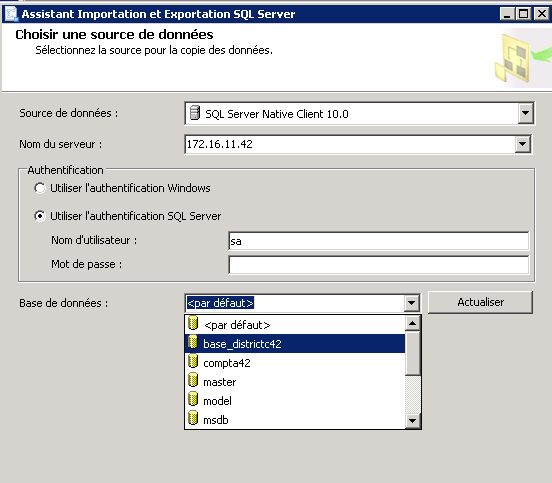 Assistant Importation et Exportation SQL Server
Choisir une source de données
Sélectionnez la source pour la copie des données.
Source de données :
SQL Server Native Client 10.0
Nom du serveur :
172.16.11.42
Authentification
Utiliser l'authentification Windows
Utiliser l'authentification SQL Server
Nom d'utilisateur :
sa
Mot de passe :
Base de données :
<par défaut>
Actualiser
<par défaut>
base_districtc42
compta42
master
model
msdb